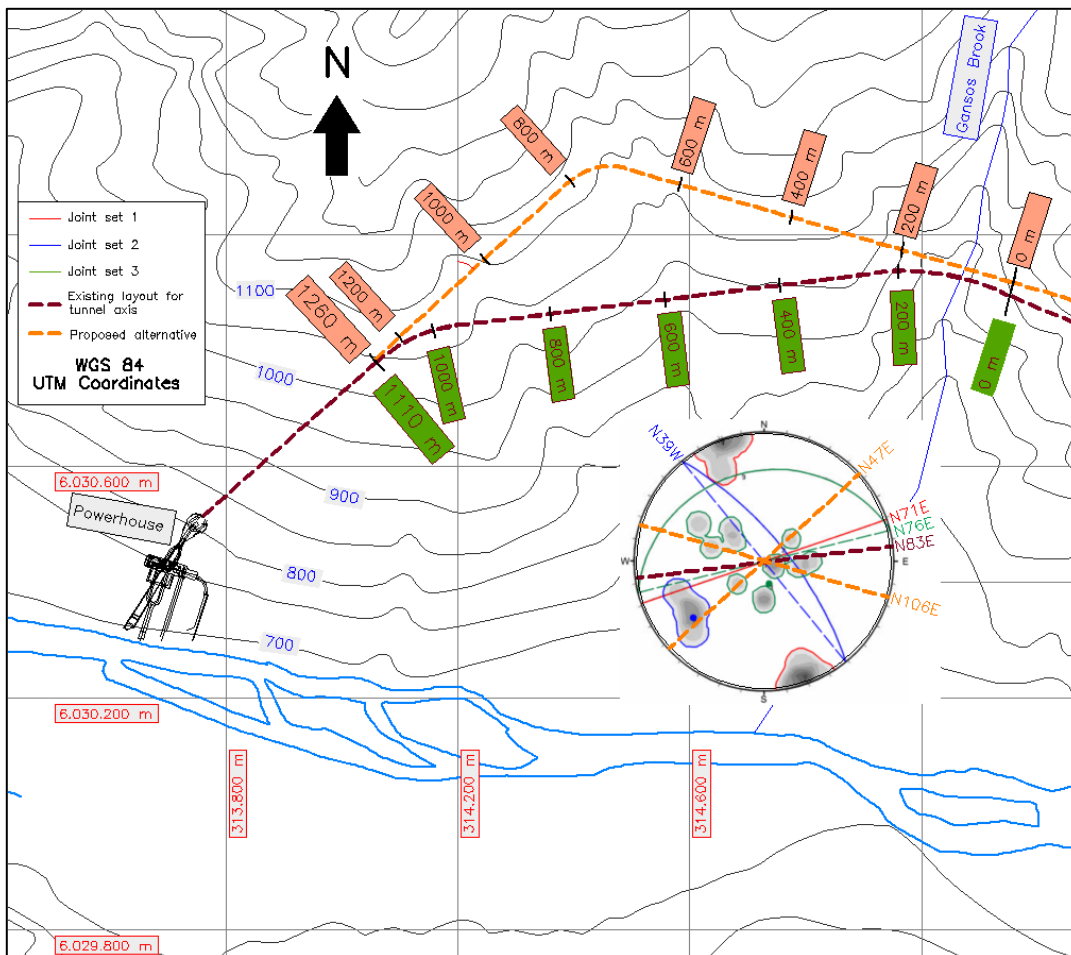 N
Gansos Brook
800 m
600 m
400 m
200 m
0 m
1000 m
1200 m
1260 m
Joint set 1
Joint set 2
Joint set 3
Existing layout for
tunnel axis
Proposed alternative
WGS 84
UTM Coordinates
1100
1000
900
800
700
1110 m
1000 m
800 m
600 m
400 m
200 m
0 m
6.030.600 m
Powerhouse
N39W
N
N47E
N71E
N76E
N83E
N106E
W
E
S
6.030.200 m
313.800 m
314.200 m
314.600 m
6.029.800 m